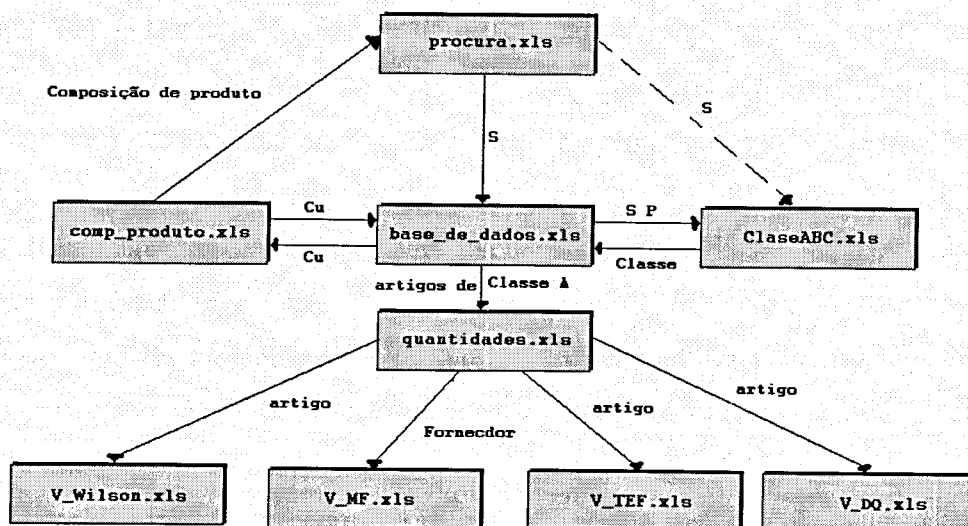 procura.xls
Composição de produto
S
S
Cu
S P
comp_produto.xls
base_de_dados.xls
ClaseABC.xls
Cu
Classe
artigos de Classe A
quantidades.xls
artigo
artigo
artigo
Fornecdor
V_Wilson.xls
V_MF.xls
V_TEF.xls
V_DQ.xls